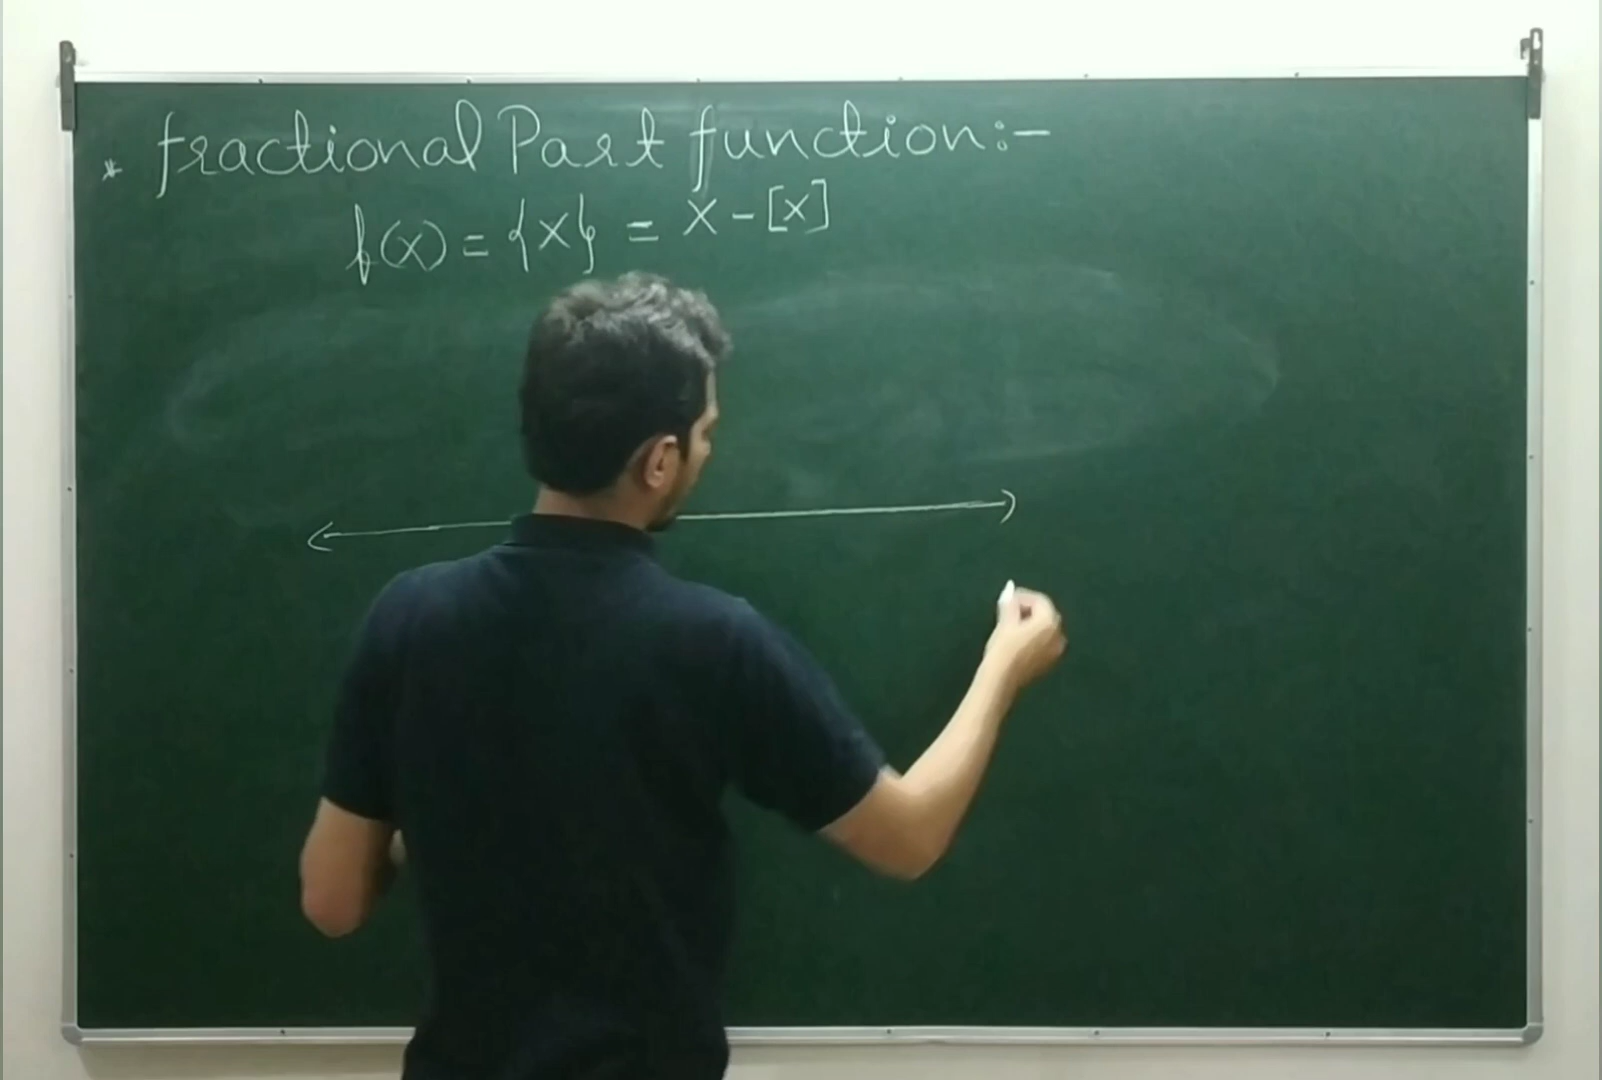 * fractional Part function:-
f(x) = {x} = x - [x]